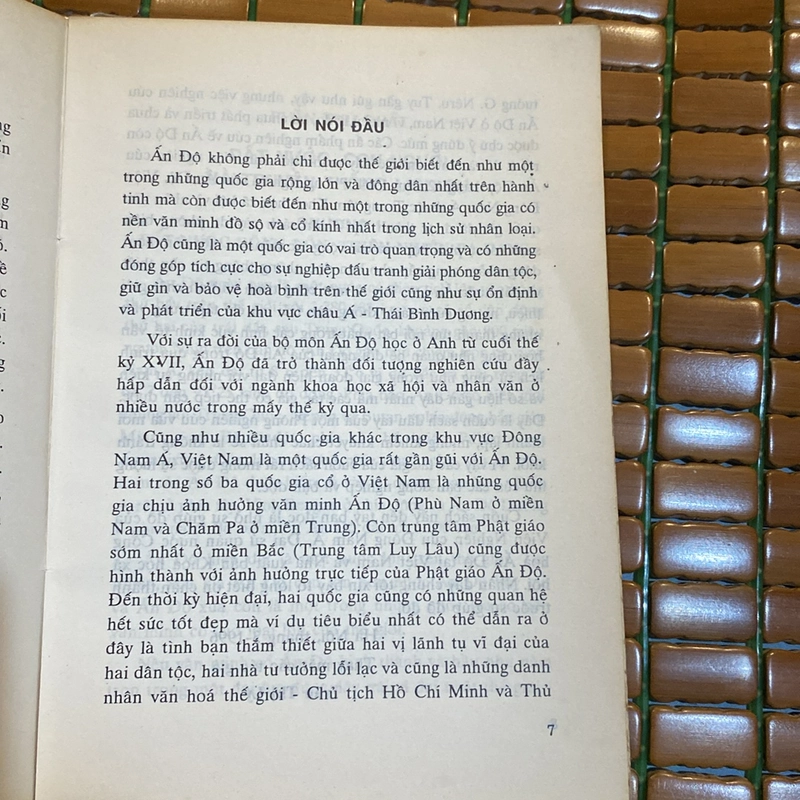 LỜI NÓI ĐẦU
Ấn Độ không phải chỉ được thế giới biết đến như một
trong những quốc gia rộng lớn và đông dân nhất trên hành
tinh mà còn được biết đến như một trong những quốc gia có
nền văn minh đồ sộ và cổ kính nhất trong lịch sử nhân loại.
Ấn Độ cũng là một quốc gia có vai trò quan trọng và có những
đóng góp tích cực cho sự nghiệp đấu tranh giải phóng dân tộc,
giữ gìn và bảo vệ hoà bình trên thế giới cũng như sự ổn định
và phát triển của khu vực châu Á - Thái Bình Dương.
Với sự ra đời của bộ môn Ấn Độ học ở Anh từ cuối thế
kỷ XVII, Ấn Độ đã trở thành đối tượng nghiên cứu đầy
hấp dẫn đối với ngành khoa học xã hội và nhân văn ở
nhiều nước trong mấy thế kỷ qua.
Cũng như nhiều quốc gia khác trong khu vực Đông
Nam Á, Việt Nam là một quốc gia rất gần gũi với Ấn Độ.
Hai trong số ba quốc gia cổ ở Việt Nam là những quốc
gia chịu ảnh hưởng văn minh Ấn Độ (Phù Nam ở miền
Nam và Chăm Pa ở miền Trung). Còn trung tâm Phật giáo
sớm nhất ở miền Bắc (Trung tâm Luy Lâu) cũng được
hình thành với ảnh hưởng trực tiếp của Phật giáo Ấn Độ.
Đến thời kỳ hiện đại, hai quốc gia cũng có những quan hệ
hết sức tốt đẹp mà ví dụ tiêu biểu nhất có thể dẫn ra ở
đây là tình bạn thắm thiết giữa hai vị lãnh tụ vĩ đại của
hai dân tộc, hai nhà tư tưởng lỗi lạc và cũng là những danh
nhân văn hoá thế giới - Chủ tịch Hồ Chí Minh và Thủ
7